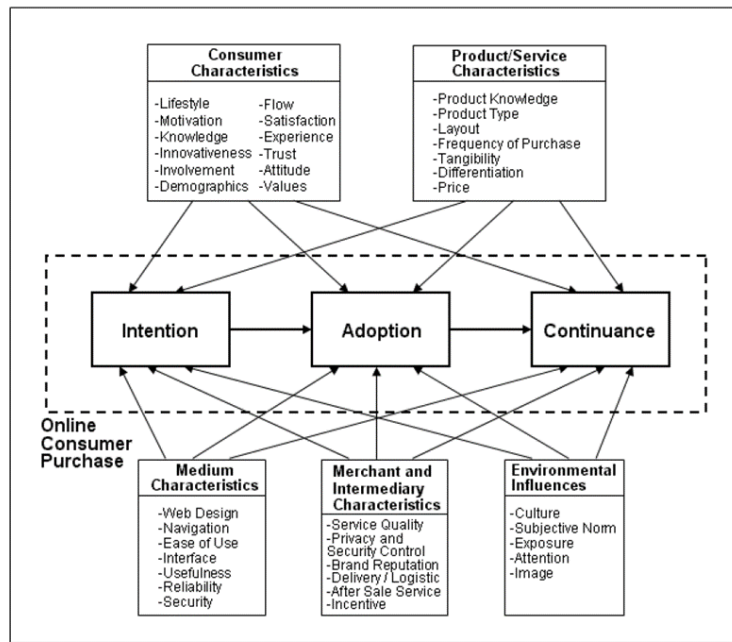 Consumer
Characteristics
-Lifestyle
-Motivation
-Knowledge
-Innovativeness
-Involvement
-Demographics
-Flow
-Satisfaction
-Experience
-Trust
-Attitude
-Values
Product/Service
Characteristics
-Product Knowledge
-Product Type
-Layout
-Frequency of Purchase
-Tangibility
-Differentiation
-Price
Intention
Adoption
Continuance
Online
Consumer
Purchase
Medium
Characteristics
-Web Design
-Navigation
-Ease of Use
-Interface
-Usefulness
-Reliability
-Security
Merchant and
Intermediary
Characteristics
-Service Quality
-Privacy and
Security Control
-Brand Reputation
-Delivery / Logistic
-After Sale Service
-Incentive
Environmental
Influences
-Culture
-Subjective Norm
-Exposure
-Attention
-Image